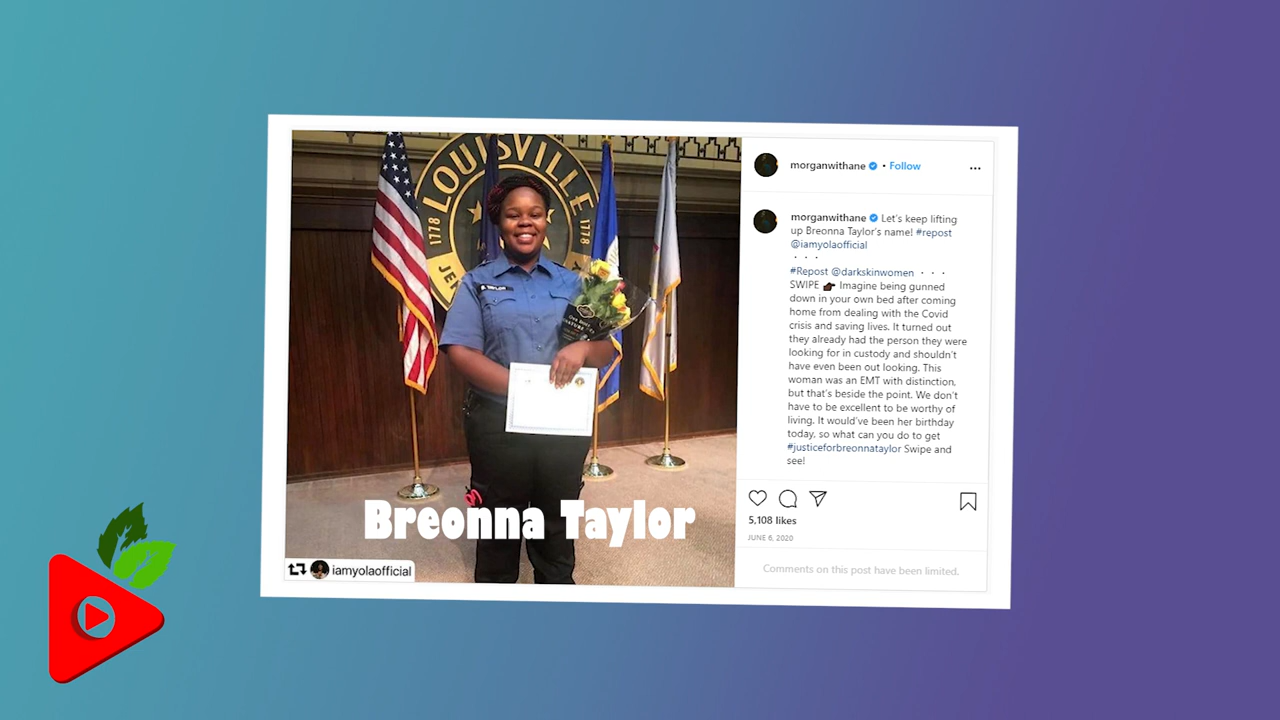 LOUISVILLE
1778
1778
JEF
B. TAYLOR
Breonna Taylor
iamyolaofficial
morganwithane • Follow
...
morganwithane Let's keep lifting
up Breonna Taylor's name! #repost
@iamyolaofficial
· · ·
#Repost @darkskinwomen · · ·
SWIPE Imagine being gunned
down in your own bed after coming
home from dealing with the Covid
crisis and saving lives. It turned out
they already had the person they were
looking for in custody and shouldn't
have even been out looking. This
woman was an EMT with distinction,
but that's beside the point. We don't
have to be excellent to be worthy of
living. It would've been her birthday
today, so what can you do to get
#justiceforbreonnataylor Swipe and
see!
5,108 likes
JUNE 6, 2020
Comments on this post have been limited.